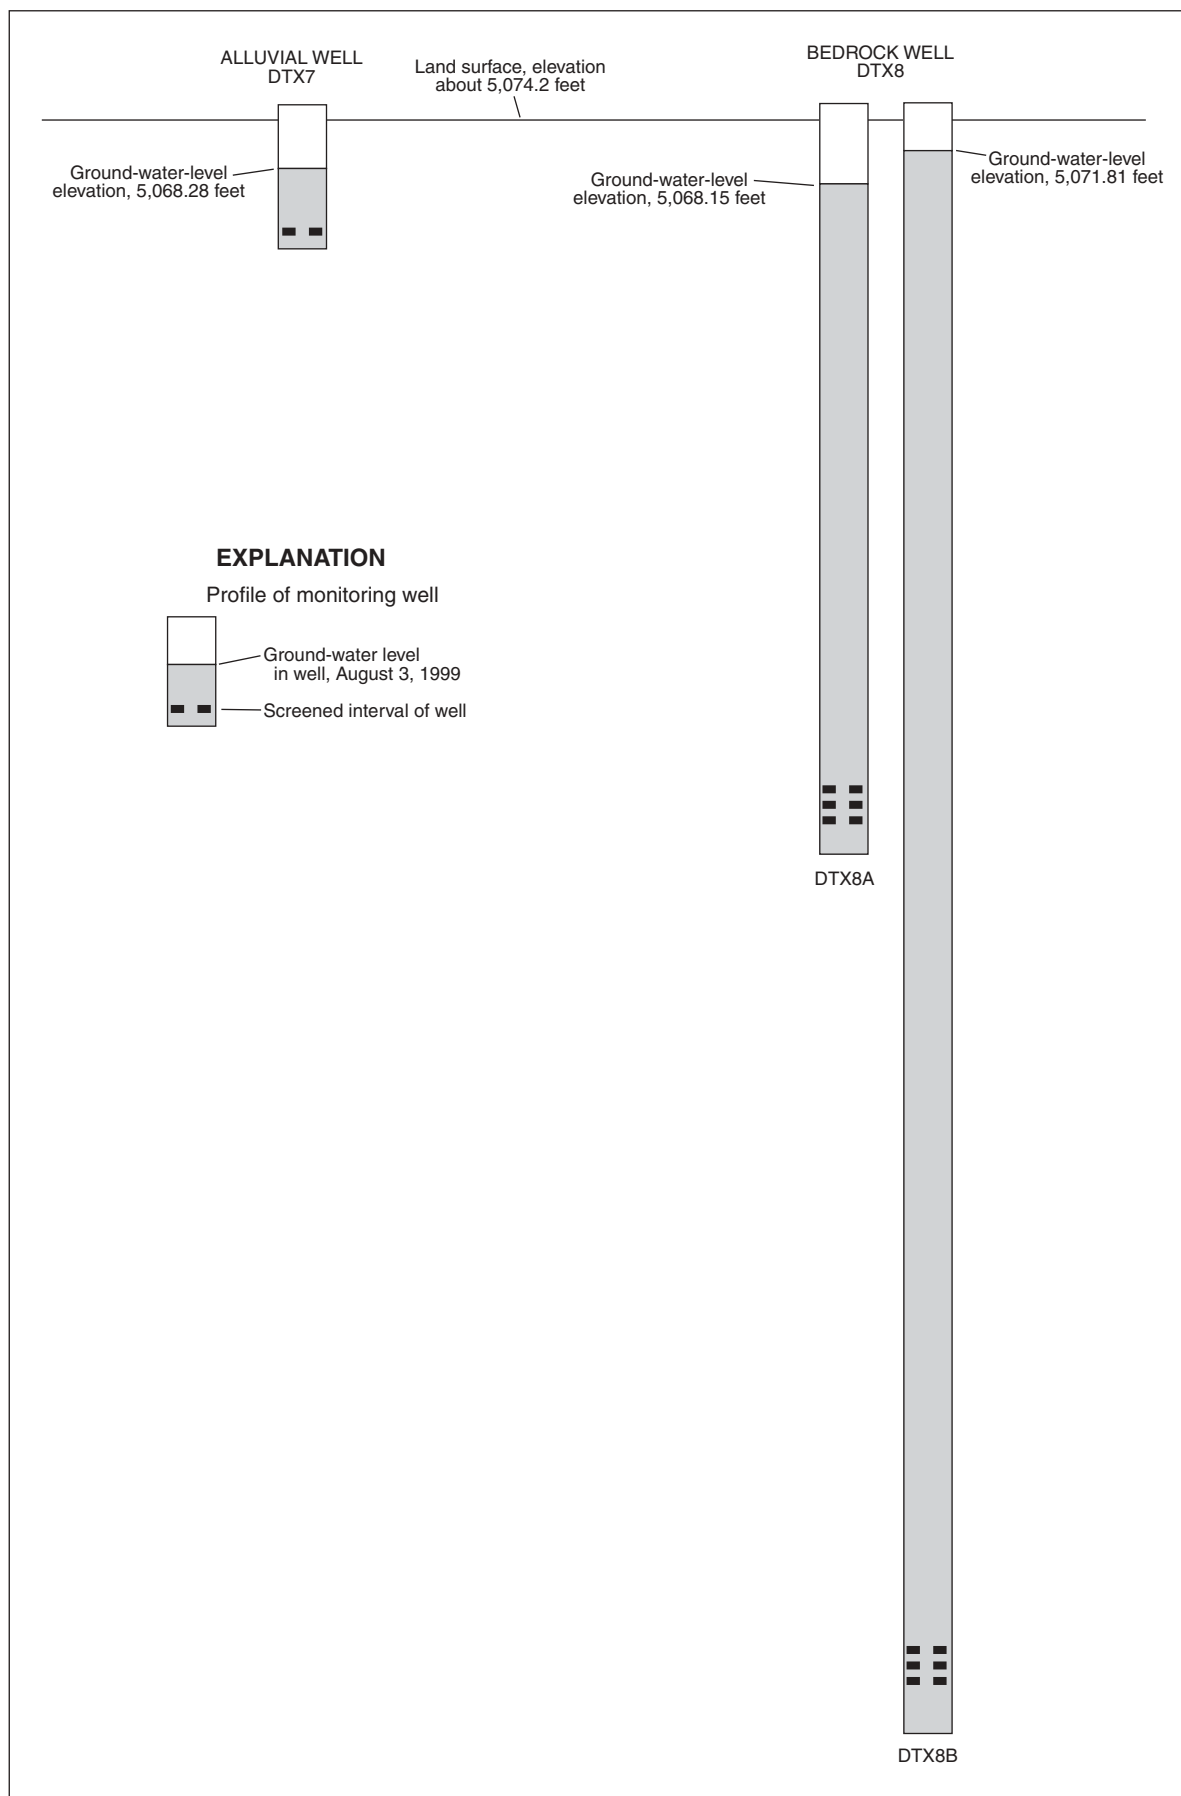 ALLUVIAL WELL
DTX7
Land surface, elevation
about 5,074.2 feet
BEDROCK WELL
DTX8
Ground-water-level
elevation, 5,068.28 feet
Ground-water-level
elevation, 5,068.15 feet
Ground-water-level
elevation, 5,071.81 feet
EXPLANATION
Profile of monitoring well
Ground-water level
in well, August 3, 1999
Screened interval of well
DTX8A
DTX8B